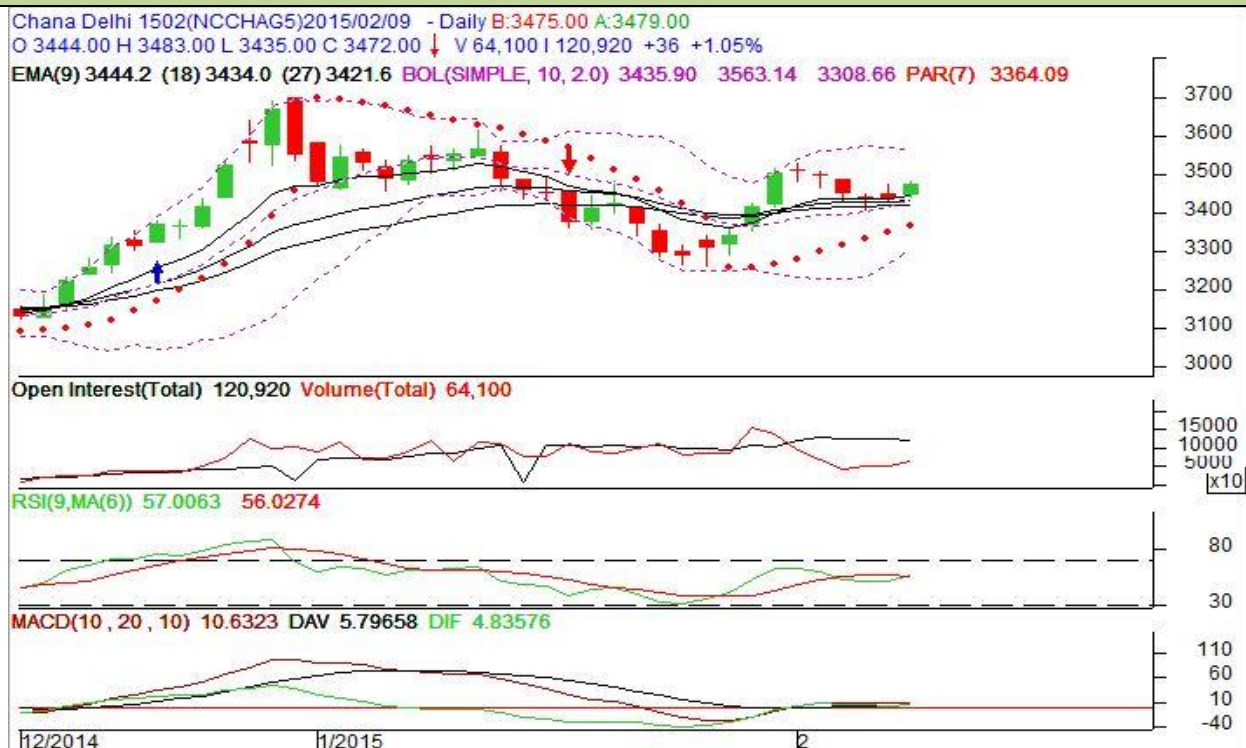 Chana Delhi 1502(NCCHAG5)2015/02/09 - Daily B:3475.00 A:3479.00
O 3444.00 H 3483.00 L 3435.00 C 3472.00 V 64,100 I 120,920 +36 +1.05%
EMA(9) 3444.2 (18) 3434.0 (27) 3421.6 BOL(SIMPLE, 10, 2.0) 3435.90 3563.14 3308.66 PAR(7) 3364.09
3700
3600
3500
3400
3300
3200
3100
3000
Open Interest(Total) 120,920 Volume(Total) 64,100
15000
10000
5000
x10
RSI(9,MA(6)) 57.0063 56.0274
80
30
MACD(10 , 20 , 10) 10.6323 DAV 5.79658 DIF 4.83576
110
60
10
-40
12/2014 1/2015 2